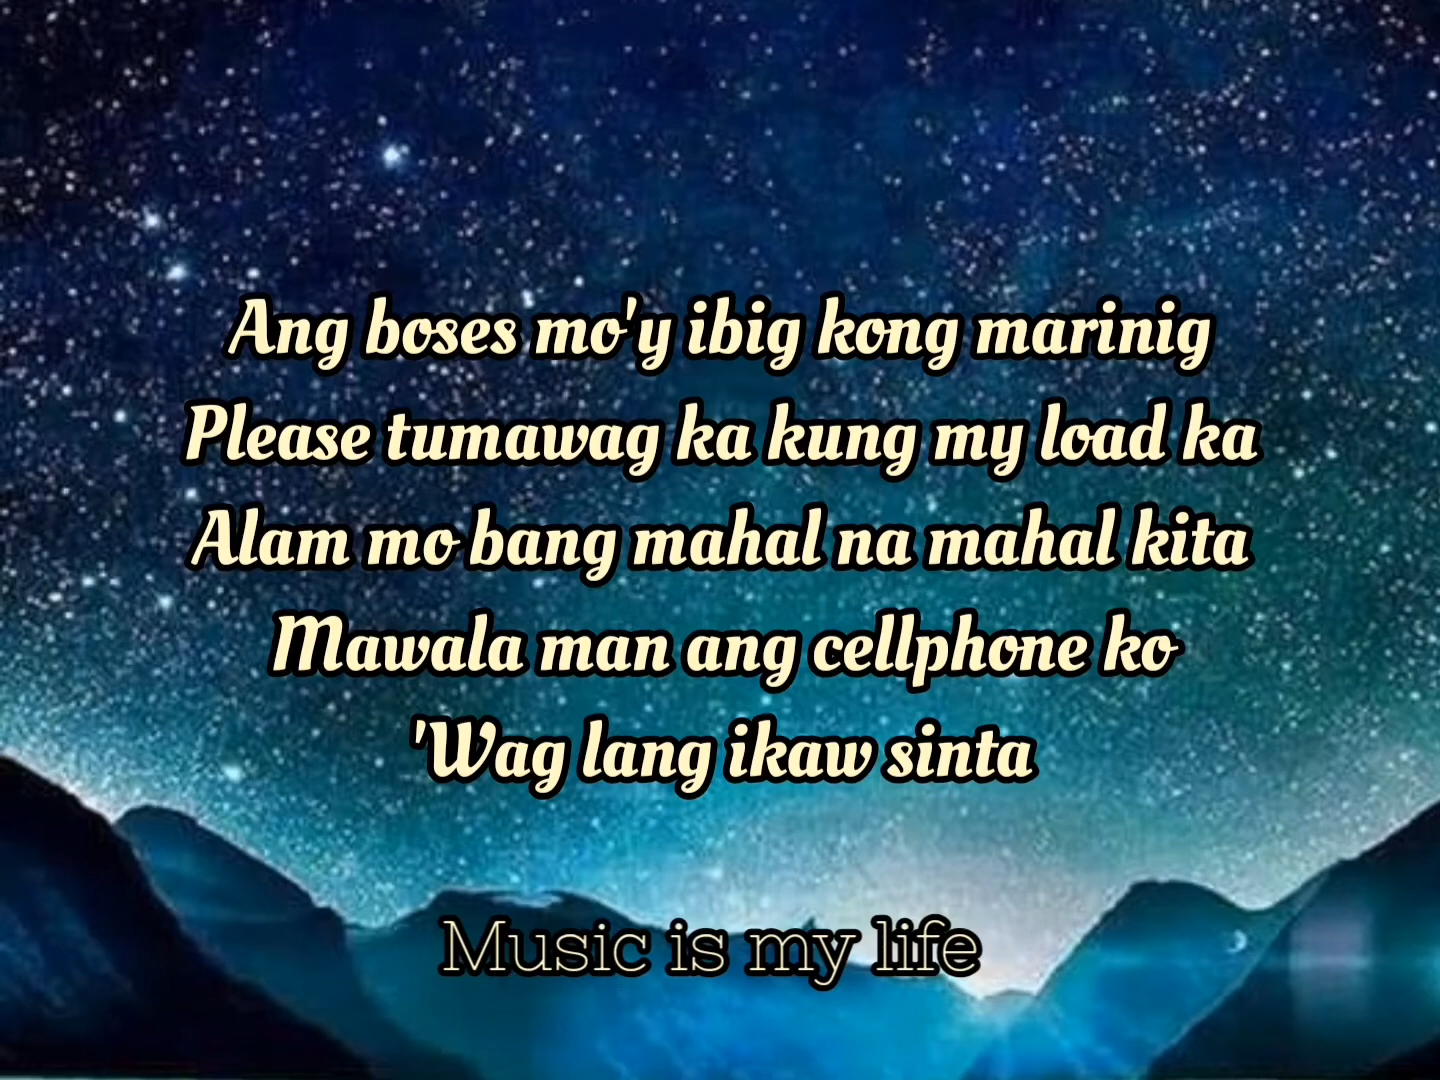 Ang boses mo'y ibig kong marinig
Please tumawag ka kung my load ka
Alam mo bang mahal na mahal kita
Mawala man ang cellphone ko
'Wag lang ikaw sinta
Music is my life